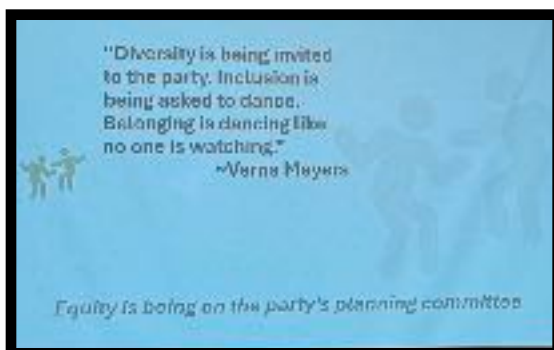 "Diversity is being invited
to the party. Inclusion is
being asked to dance.
Belonging is dancing like
no one is watching."
~Verna Meyers
Equity is being on the party's planning committee